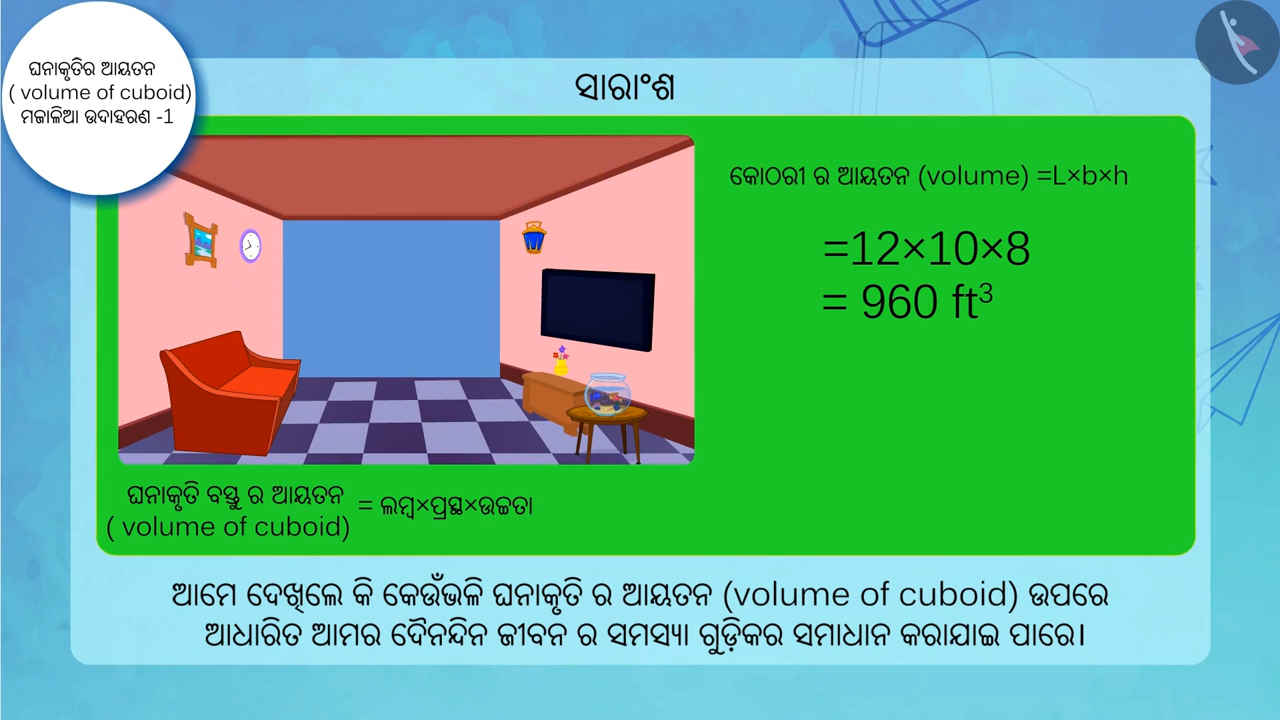 ଘନାକୃତିର ଆୟତନ
( volume of cuboid)
ମଜାଳିଆ ଉଦାହରଣ -1
ସାରାଂଶ
କୋଠରୀ ର ଆୟତନ (volume) =L×b×h
=12×10×8
= 960 ft³
ଘନାକୃତି ବସ୍ତୁ ର ଆୟତନ
( volume of cuboid)
= ଲମ୍ବ×ପ୍ରସ୍ଥ×ଉଚ୍ଚତା
ଆମେ ଦେଖିଲେ କି କେଉଁଭଳି ଘନାକୃତି ର ଆୟତନ (volume of cuboid) ଉପରେ
ଆଧାରିତ ଆମର ଦୈନନ୍ଦିନ ଜୀବନ ର ସମସ୍ୟା ଗୁଡ଼ିକର ସମାଧାନ କରାଯାଇ ପାରେ।